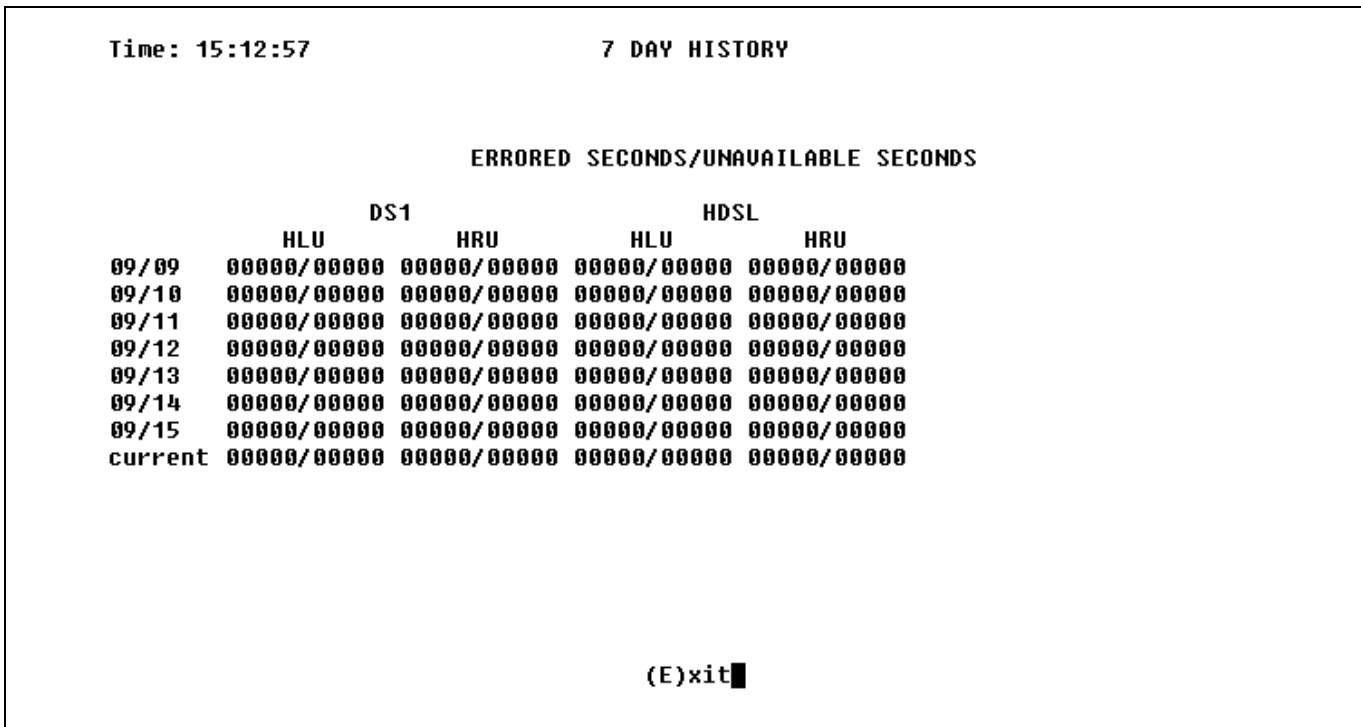 Time: 15:12:57 7 DAY HISTORY
ERRORED SECONDS/UNAVAILABLE SECONDS
DS1 HDSL
HLU HRU HLU HRU
09/09 00000/00000 00000/00000 00000/00000 00000/00000
09/10 00000/00000 00000/00000 00000/00000 00000/00000
09/11 00000/00000 00000/00000 00000/00000 00000/00000
09/12 00000/00000 00000/00000 00000/00000 00000/00000
09/13 00000/00000 00000/00000 00000/00000 00000/00000
09/14 00000/00000 00000/00000 00000/00000 00000/00000
09/15 00000/00000 00000/00000 00000/00000 00000/00000
current 00000/00000 00000/00000 00000/00000 00000/00000
(E)xit